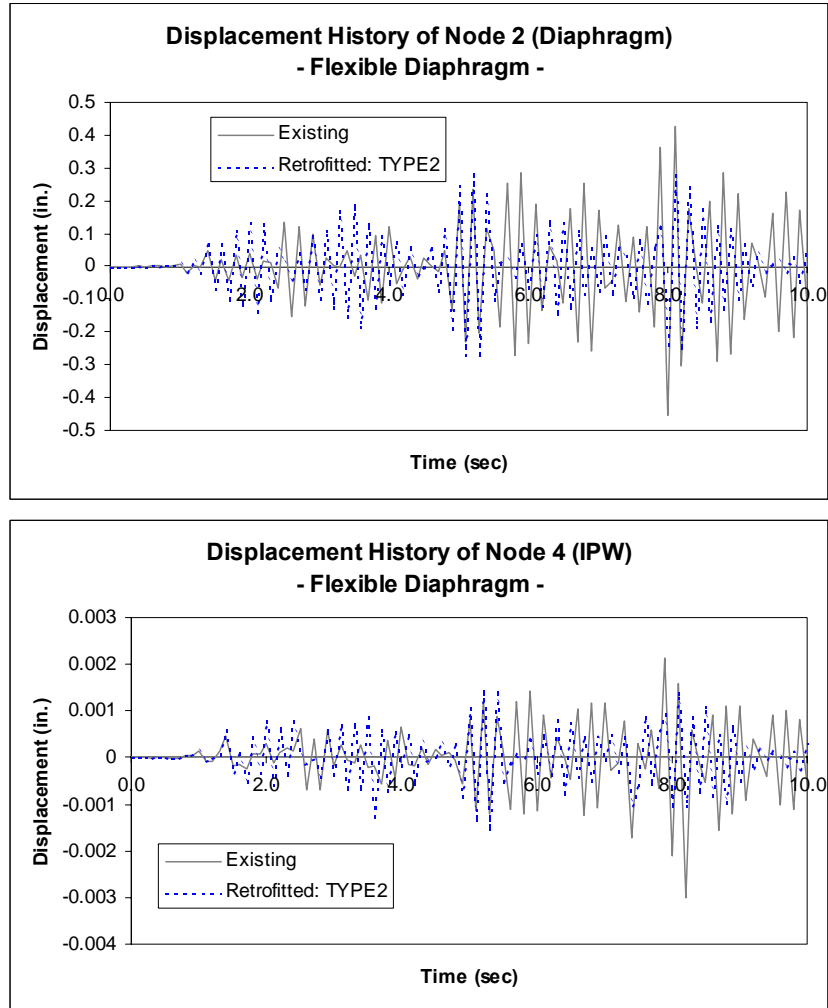 Displacement History of Node 2 (Diaphragm)
- Flexible Diaphragm -
0.5
0.4
0.3
0.2
0.1
0
-0.1
-0.2
-0.3
-0.4
-0.5
0.0 2.0 4.0 6.0 8.0 10.0
Displacement (in.)
Time (sec)
Existing
Retrofitted: TYPE2
Displacement History of Node 4 (IPW)
- Flexible Diaphragm -
0.003
0.002
0.001
0
-0.001
-0.002
-0.003
-0.004
0.0 2.0 4.0 6.0 8.0 10.0
Displacement (in.)
Time (sec)
Existing
Retrofitted: TYPE2